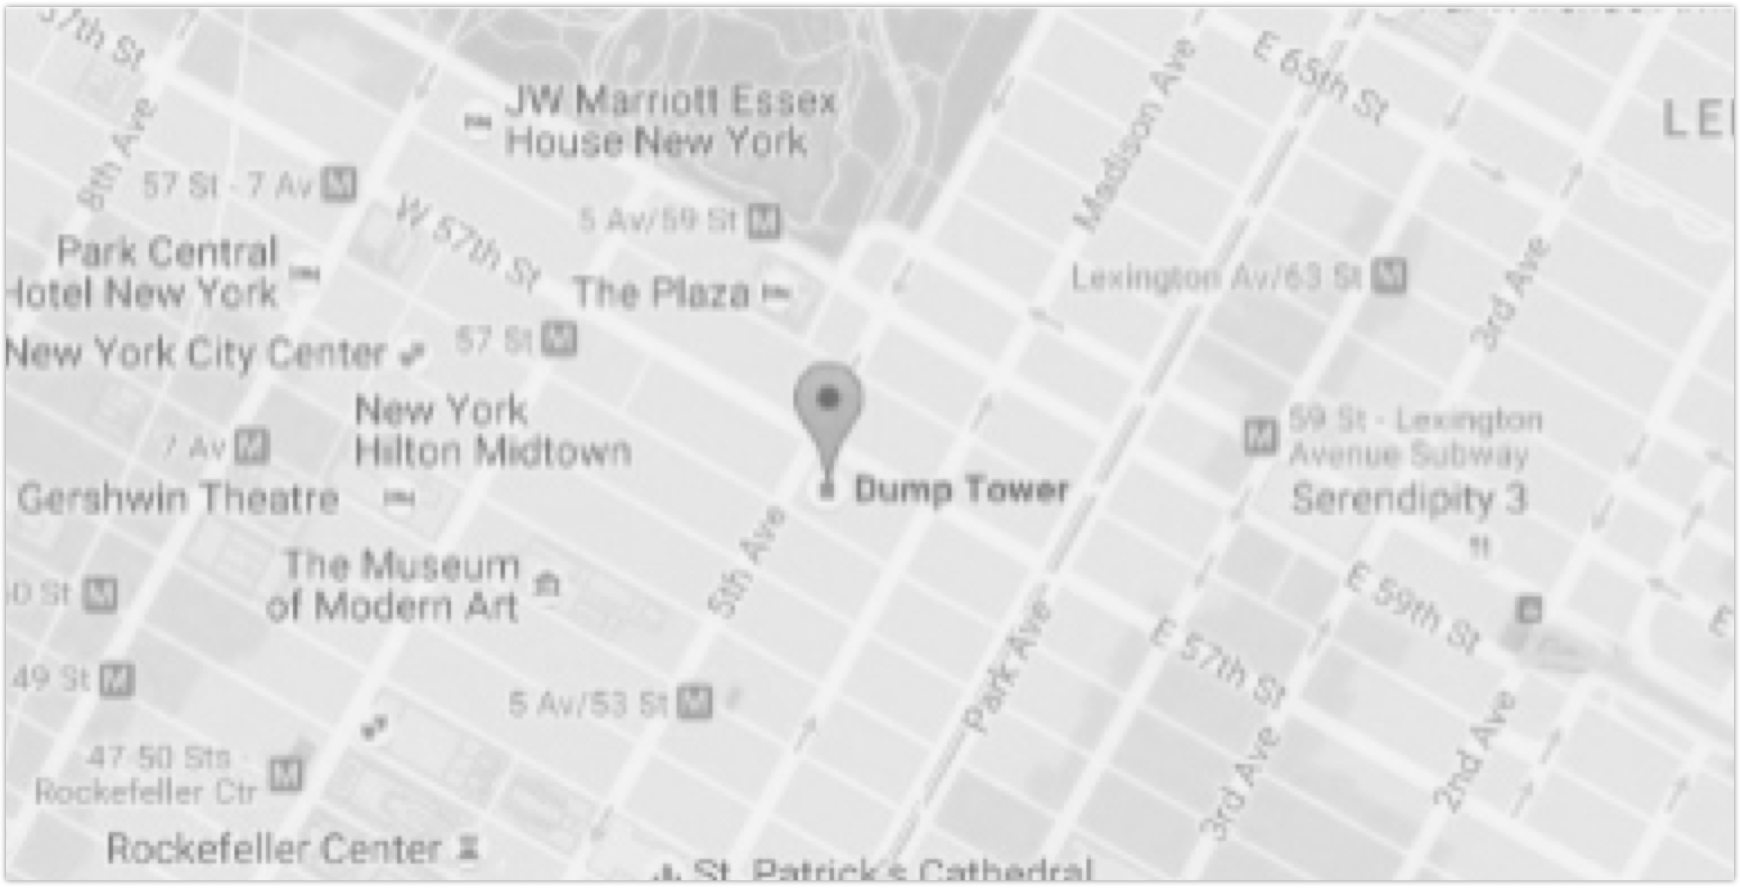 57th St
8th Ave
JW Marriott Essex
House New York
E 65th St
Madison Ave
57 St - 7 Av M
W 57th St
5 Av/59 St M
Park Central
Hotel New York
The Plaza
Lexington Av/63 St M
3rd Ave
New York City Center
57 St M
New York
Hilton Midtown
7 Av M
M 59 St - Lexington
Avenue Subway
Gershwin Theatre
Dump Tower
Serendipity 3
5th Ave
The Museum
of Modern Art
0 St M
E 59th St
E
E 57th St
Park Ave
49 St M
5 Av/53 St M F
3rd Ave
2nd Ave
47-50 Sts -
Rockefeller Ctr M
Rockefeller Center
St. Patrick's Cathedral